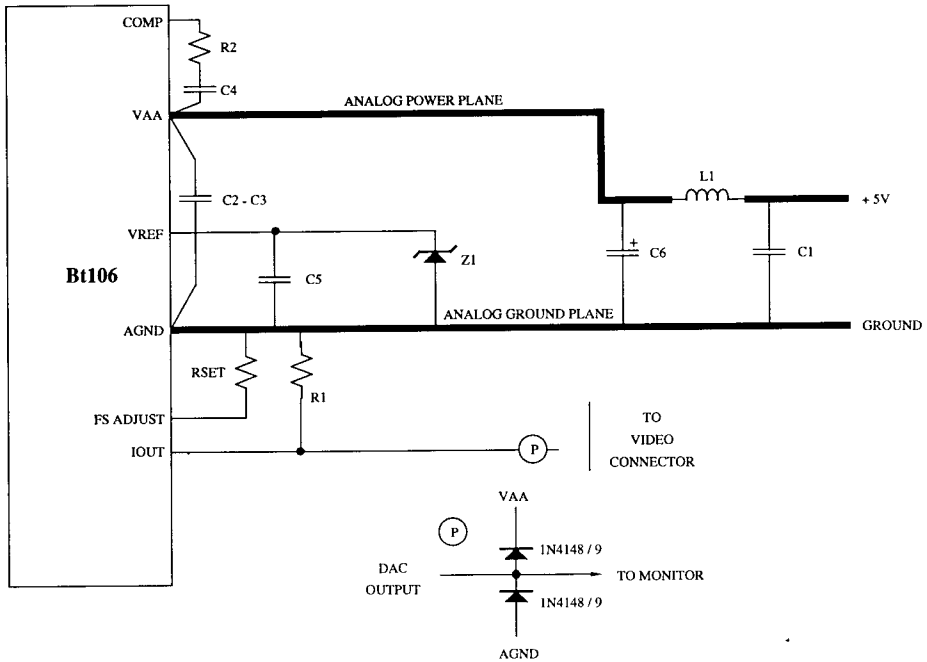 COMP
R2
C4
VAA
ANALOG POWER PLANE
L1
+ 5V
C2 - C3
VREF
C5
Z1
+
C6
C1
Bt106
AGND
ANALOG GROUND PLANE
GROUND
RSET
R1
FS ADJUST
IOUT
P
TO
VIDEO
CONNECTOR
VAA
P
1N4148 / 9
DAC
OUTPUT
TO MONITOR
1N4148 / 9
AGND